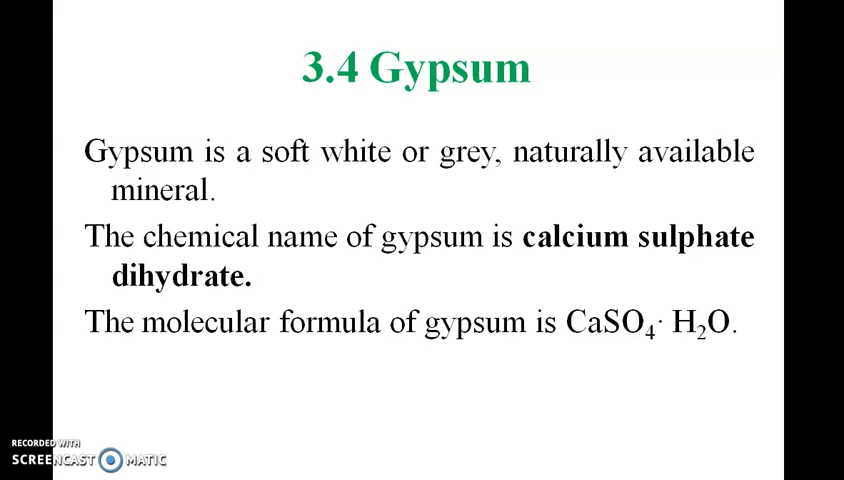 3.4 Gypsum
Gypsum is a soft white or grey, naturally available
mineral.
The chemical name of gypsum is calcium sulphate
dihydrate.
The molecular formula of gypsum is CaSO₄· H₂O.
RECORDED WITH
SCREENCAST MATIC